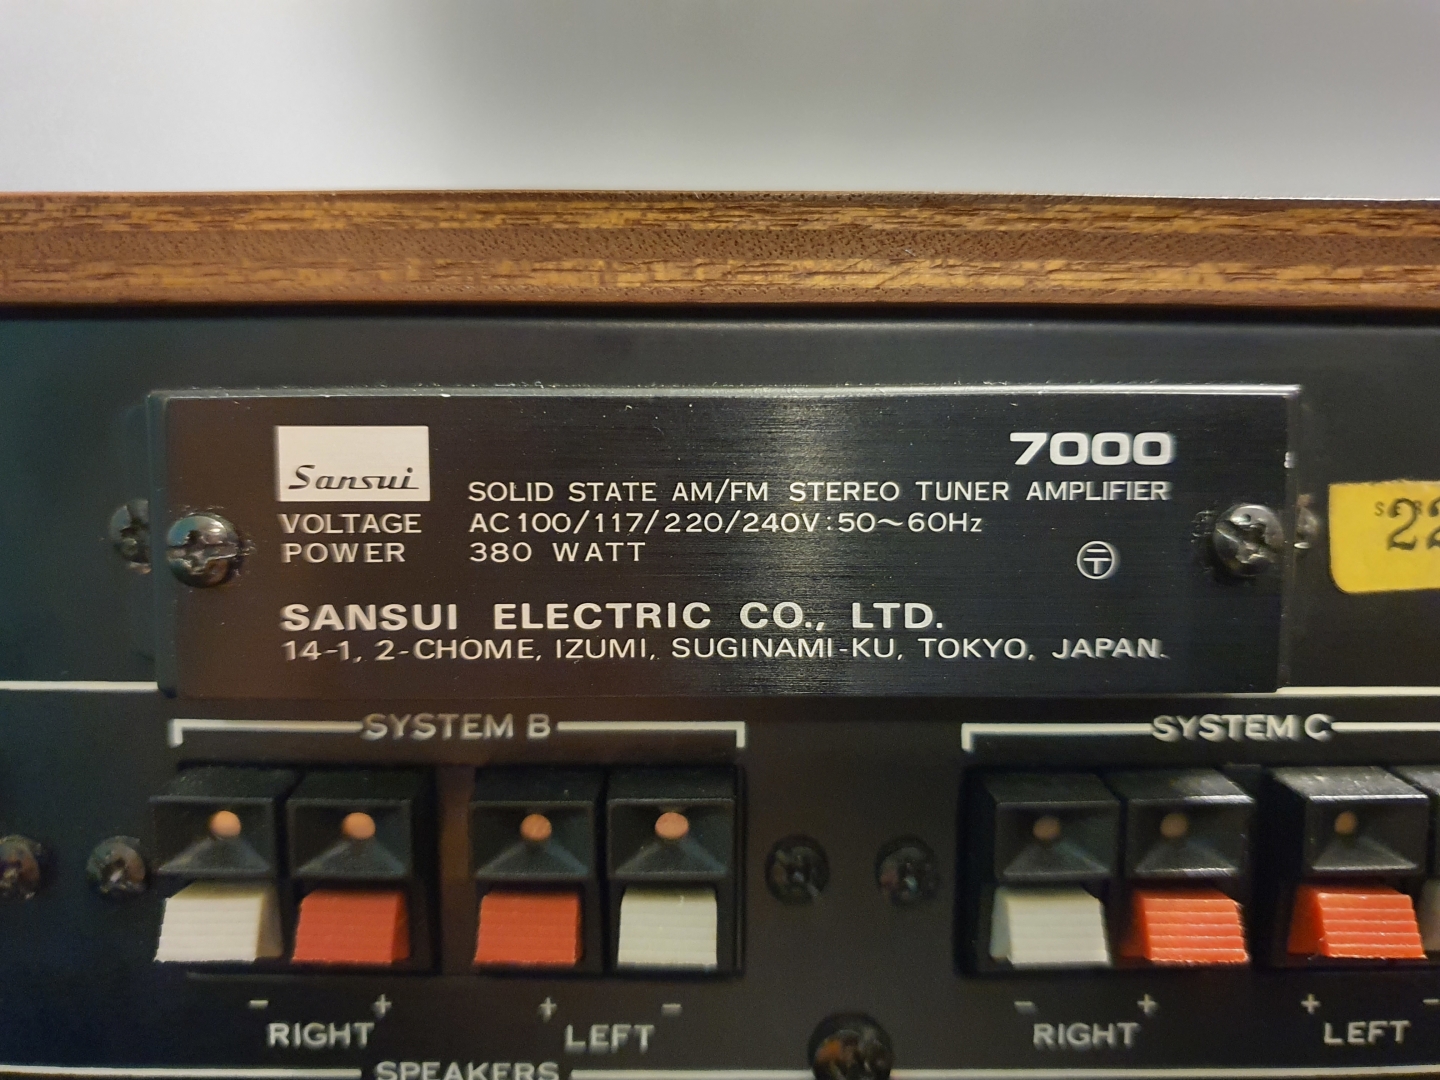 Sansui
7000
SOLID STATE AM/FM STEREO TUNER AMPLIFIER
VOLTAGE AC100/117/220/240V:50~60Hz
POWER 380 WATT
SANSUI ELECTRIC CO., LTD.
14-1, 2-CHOME, IZUMI, SUGINAMI-KU, TOKYO, JAPAN.
SYSTEM B SYSTEM C
- + + - - + + -
RIGHT LEFT RIGHT LEFT
SPEAKERS